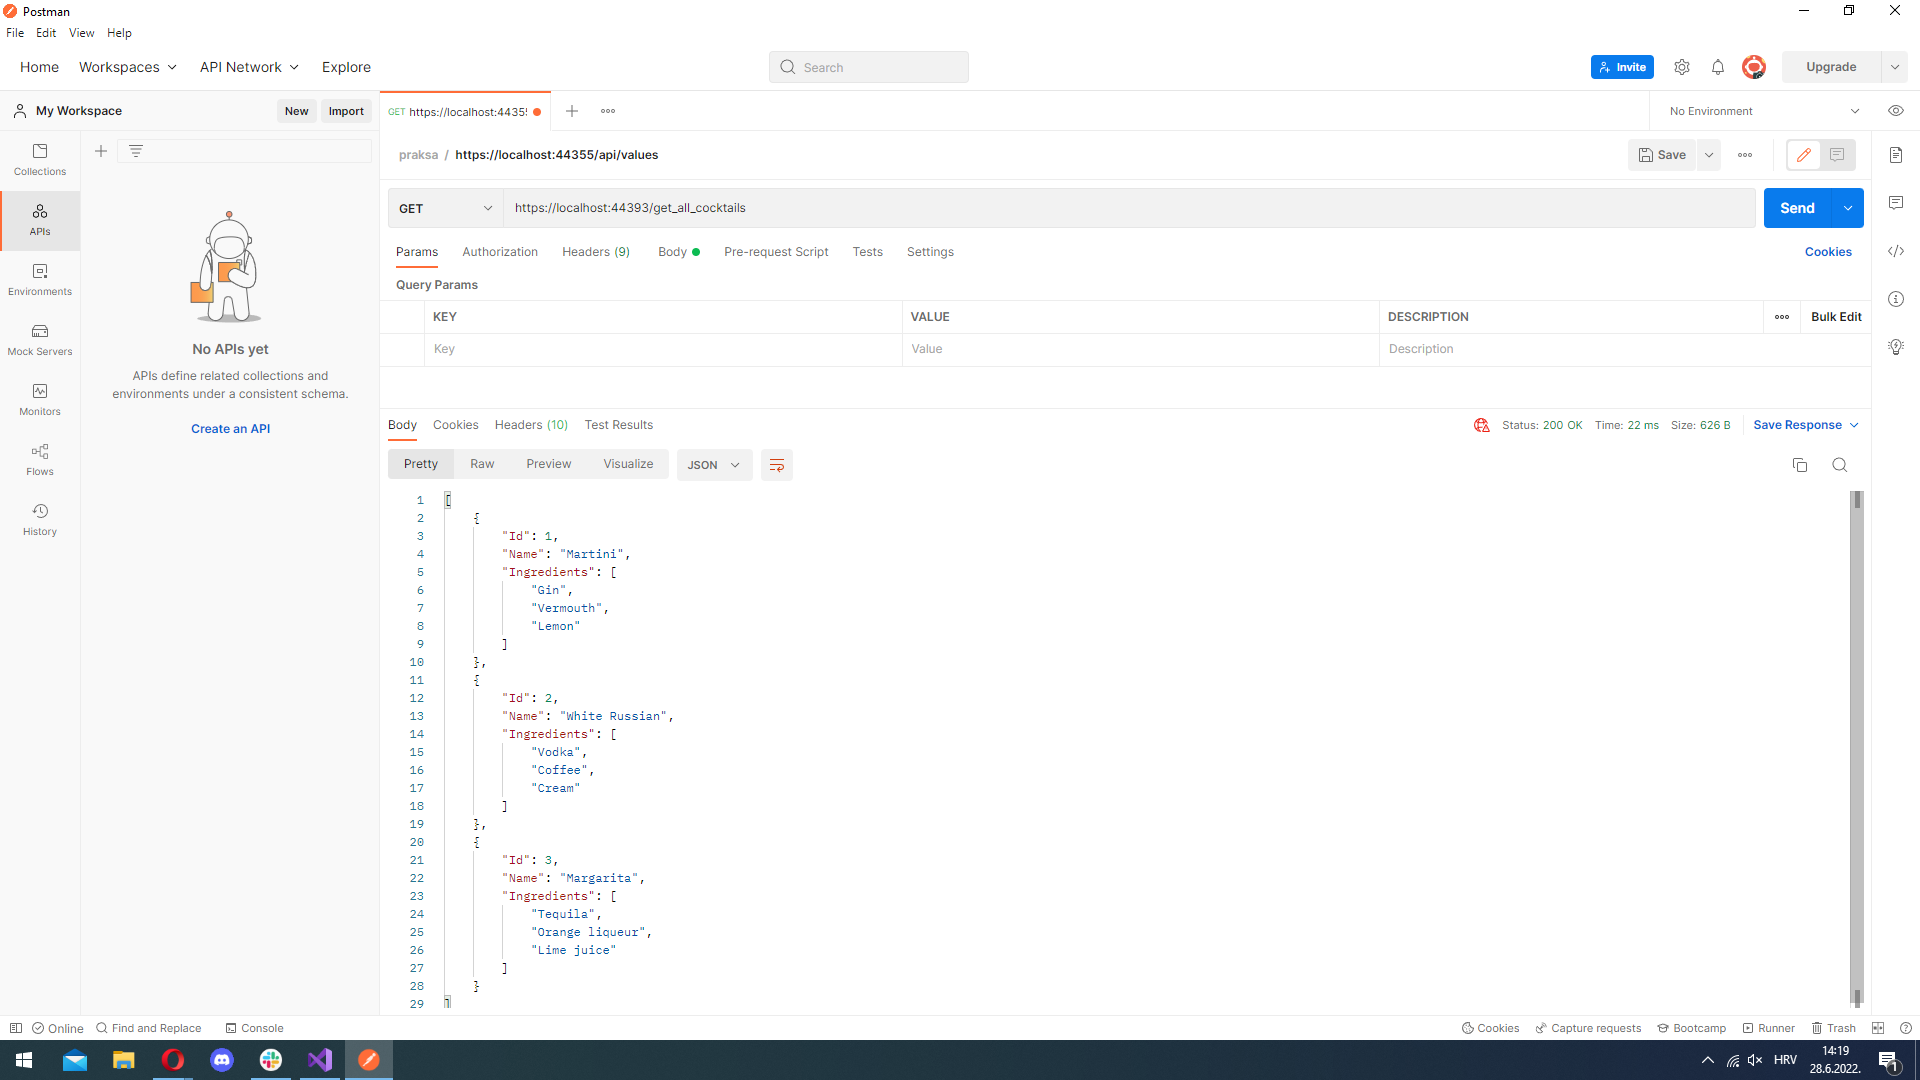 Postman
File Edit View Help
Home Workspaces API Network Explore Search Invite Upgrade
My Workspace New Import GET https://localhost:4435! No Environment
praksa / https://localhost:44355/api/values Save
GET https://localhost:44393/get_all_cocktails Send
Params Authorization Headers (9) Body Pre-request Script Tests Settings Cookies
Query Params
KEY VALUE DESCRIPTION Bulk Edit
Key Value Description
Collections
APIs
Environments
Mock Servers
Monitors
Flows
History
No APIs yet
APIs define related collections and
environments under a consistent schema.
Create an API
Body Cookies Headers (10) Test Results Status: 200 OK Time: 22 ms Size: 626 B Save Response
Pretty Raw Preview Visualize JSON
1 [
2 {
3 "Id": 1,
4 "Name": "Martini",
5 "Ingredients": [
6 "Gin",
7 "Vermouth",
8 "Lemon"
9 ]
10 },
11 {
12 "Id": 2,
13 "Name": "White Russian",
14 "Ingredients": [
15 "Vodka",
16 "Coffee",
17 "Cream"
18 ]
19 },
20 {
21 "Id": 3,
22 "Name": "Margarita",
23 "Ingredients": [
24 "Tequila",
25 "Orange liqueur",
26 "Lime juice"
27 ]
28 }
29 ]
Online Find and Replace Console Cookies Capture requests Bootcamp Runner Trash
HRV 14:19
28.6.2022. 1